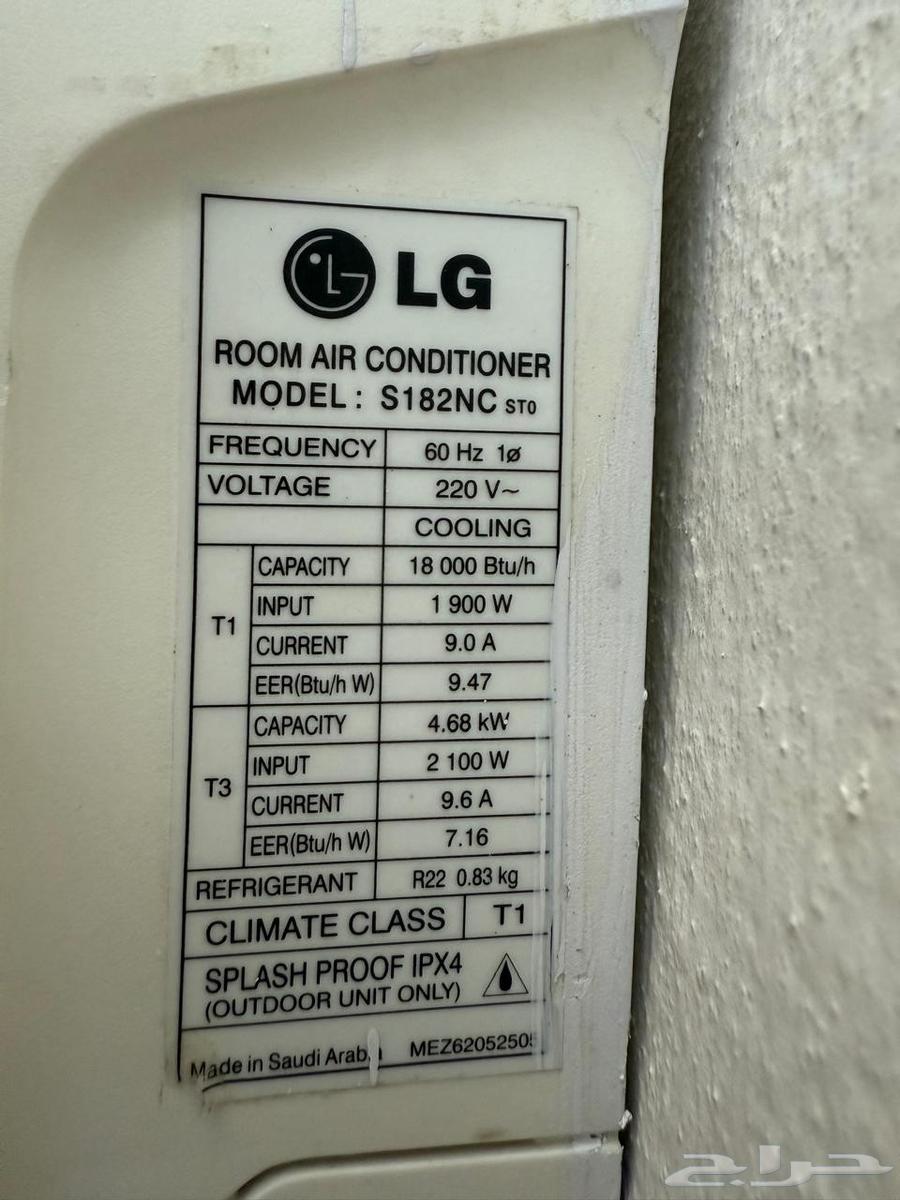 LG
ROOM AIR CONDITIONER
MODEL : S182NC ST0
FREQUENCY 60 Hz 1ø
VOLTAGE 220 V~
COOLING
T1
CAPACITY 18 000 Btu/h
INPUT 1 900 W
CURRENT 9.0 A
EER(Btu/h W) 9.47
T3
CAPACITY 4.68 kW
INPUT 2 100 W
CURRENT 9.6 A
EER(Btu/h W) 7.16
REFRIGERANT R22 0.83 kg
CLIMATE CLASS T1
SPLASH PROOF IPX4
(OUTDOOR UNIT ONLY)
Made in Saudi Arabia MEZ62052505
حراج